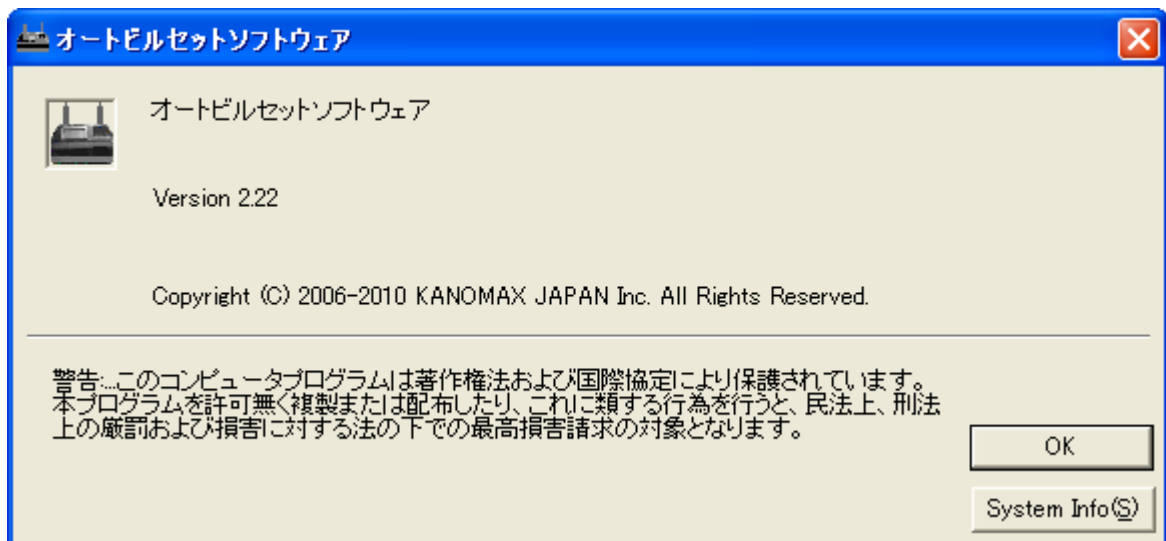 オートビルセットソフトウェア
オートビルセットソフトウェア
Version 2.22
Copyright (C) 2006-2010 KANOMAX JAPAN Inc. All Rights Reserved.
警告:...このコンピュータプログラムは著作権法および国際協定により保護されています。
本プログラムを許可無く複製または配布したり、これに類する行為を行うと、民法上、刑法
上の厳罰および損害に対する法の下での最高損害請求の対象となります。
OK
System Info(S)